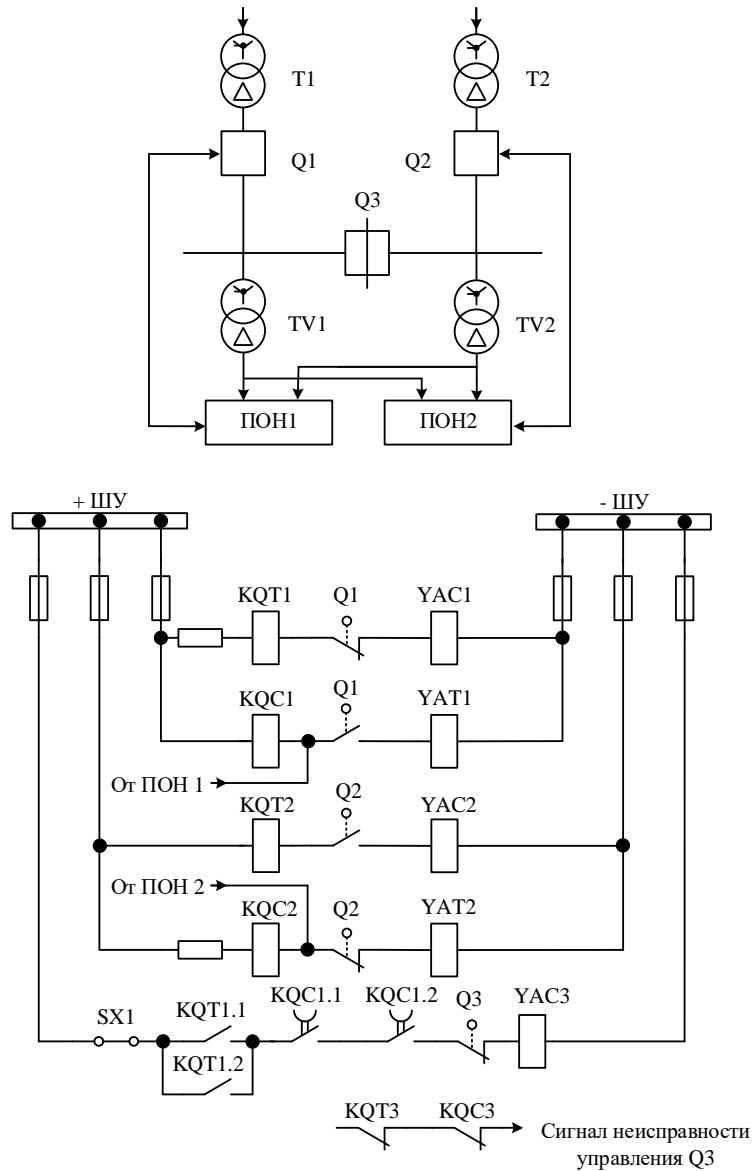 T1
T2
Q1
Q2
Q3
TV1
TV2
ПОН1
ПОН2
+ ШУ
- ШУ
KQT1
Q1
YAC1
KQC1
Q1
YAT1
От ПОН 1
KQT2
Q2
YAC2
От ПОН 2
KQC2
Q2
YAT2
SX1
KQT1.1
KQC1.1
KQC1.2
Q3
YAC3
KQT1.2
KQT3
KQC3
Сигнал неисправности
управления Q3